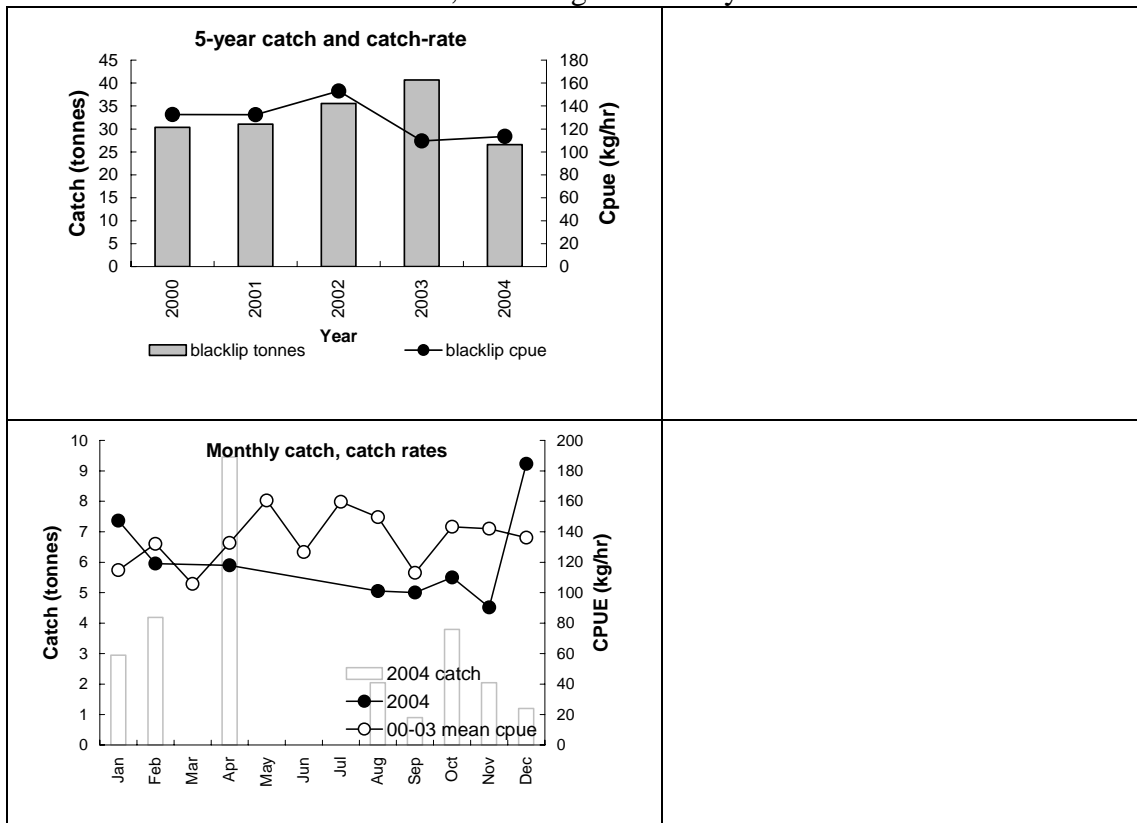 5-year catch and catch-rate
45
40
35
30
25
20
15
10
5
0
Catch (tonnes)
180
160
140
120
100
80
60
40
20
0
Cpue (kg/hr)
2000
2001
2002
2003
2004
Year
blacklip tonnes
blacklip cpue
Monthly catch, catch rates
10
9
8
7
6
5
4
3
2
1
0
Catch (tonnes)
200
180
160
140
120
100
80
60
40
20
0
CPUE (kg/hr)
2004 catch
2004
00-03 mean cpue
Jan
Feb
Mar
Apr
May
Jun
Jul
Aug
Sep
Oct
Nov
Dec